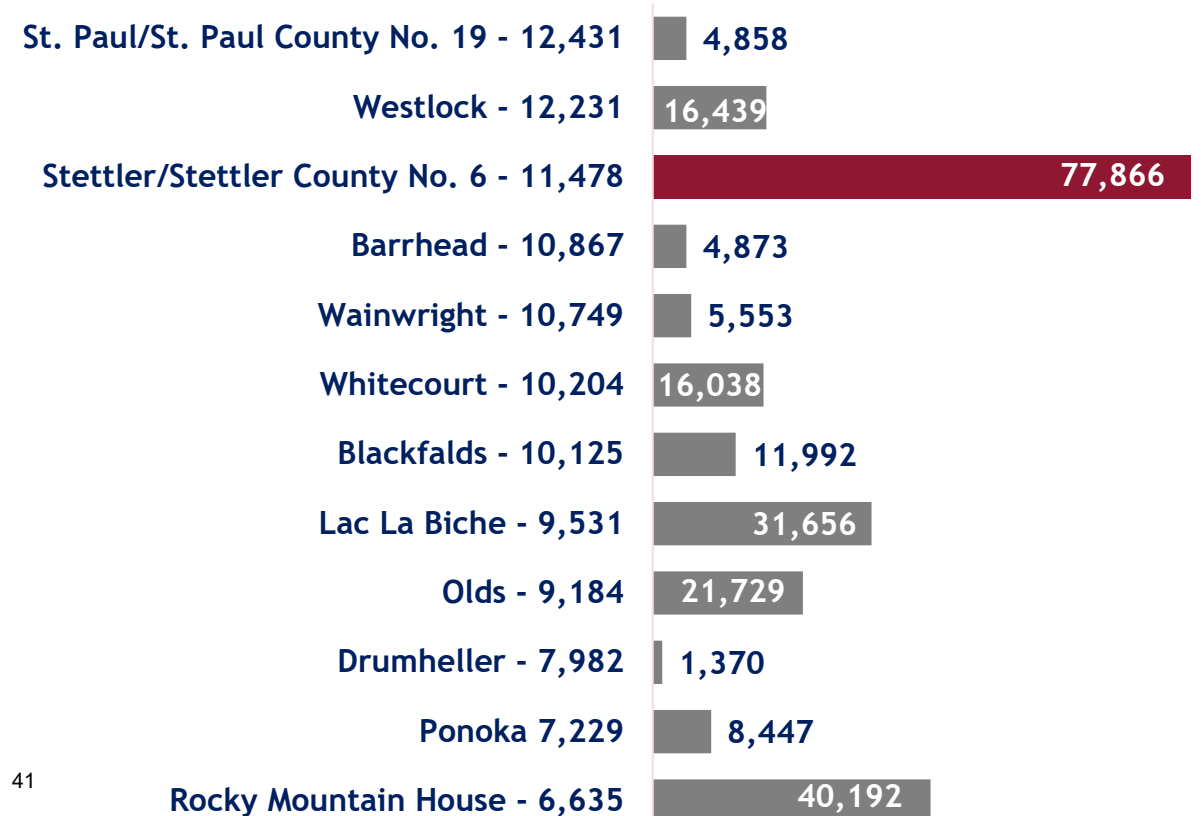 St. Paul/St. Paul County No. 19 - 12,431 4,858
Westlock - 12,231 16,439
Stettler/Stettler County No. 6 - 11,478 77,866
Barrhead - 10,867 4,873
Wainwright - 10,749 5,553
Whitecourt - 10,204 16,038
Blackfalds - 10,125 11,992
Lac La Biche - 9,531 31,656
Olds - 9,184 21,729
Drumheller - 7,982 1,370
Ponoka 7,229 8,447
41
Rocky Mountain House - 6,635 40,192